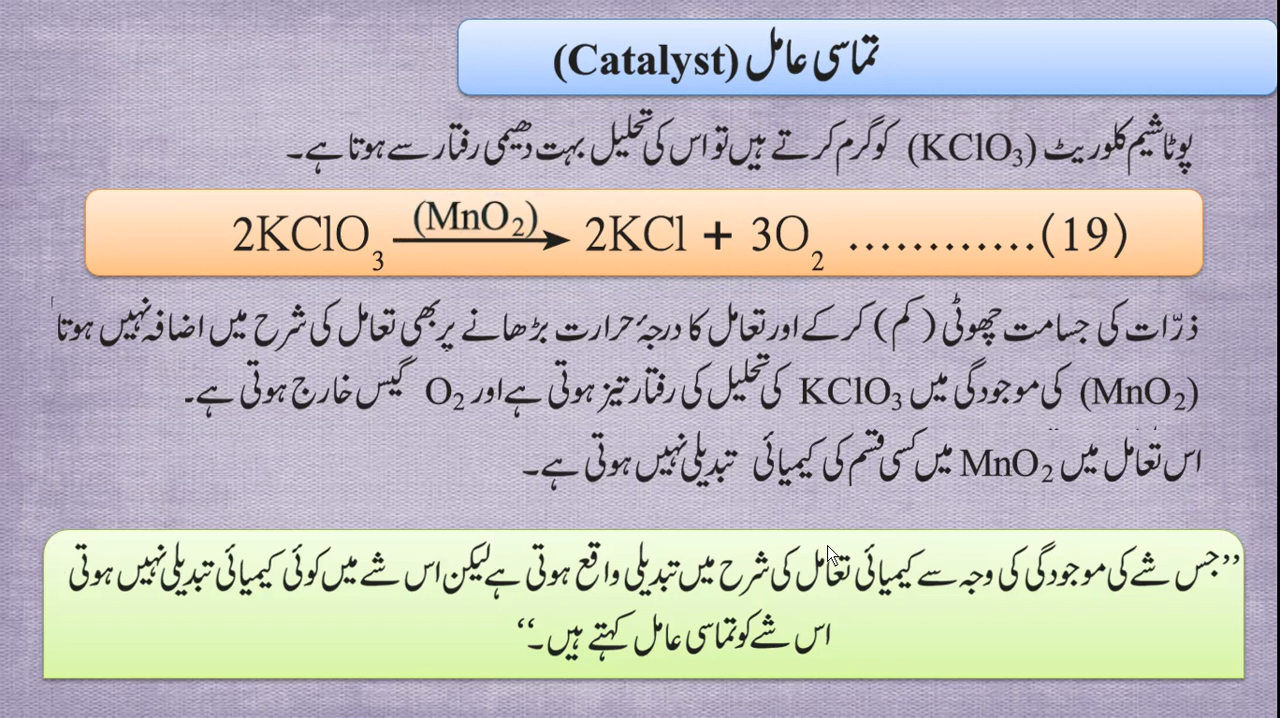 تماسی عامل (Catalyst)
پوٹاشیم کلوریٹ (KClO₃) کو گرم کرتے ہیں تو اس کی تحلیل بہت دھیمی رفتار سے ہوتا ہے۔
2KClO₃ —(MnO₂)→ 2KCl + 3O₂ ............(19)
ذرّات کی جسامت چھوٹی (کم) کر کے اور تعامل کا درجۂ حرارت بڑھانے پر بھی تعامل کی شرح میں اضافہ نہیں ہوتا
(MnO₂) کی موجودگی میں KClO₃ کی تحلیل کی رفتار تیز ہوتی ہے اور O₂ گیس خارج ہوتی ہے۔
اس تعامل میں MnO₂ میں کسی قسم کی کیمیائی تبدیلی نہیں ہوتی ہے۔
’’جس شے کی موجودگی کی وجہ سے کیمیائی تعامل کی شرح میں تبدیلی واقع ہوتی ہے لیکن اس شے میں کوئی کیمیائی تبدیلی نہیں ہوتی
اس شے کو تماسی عامل کہتے ہیں۔‘‘